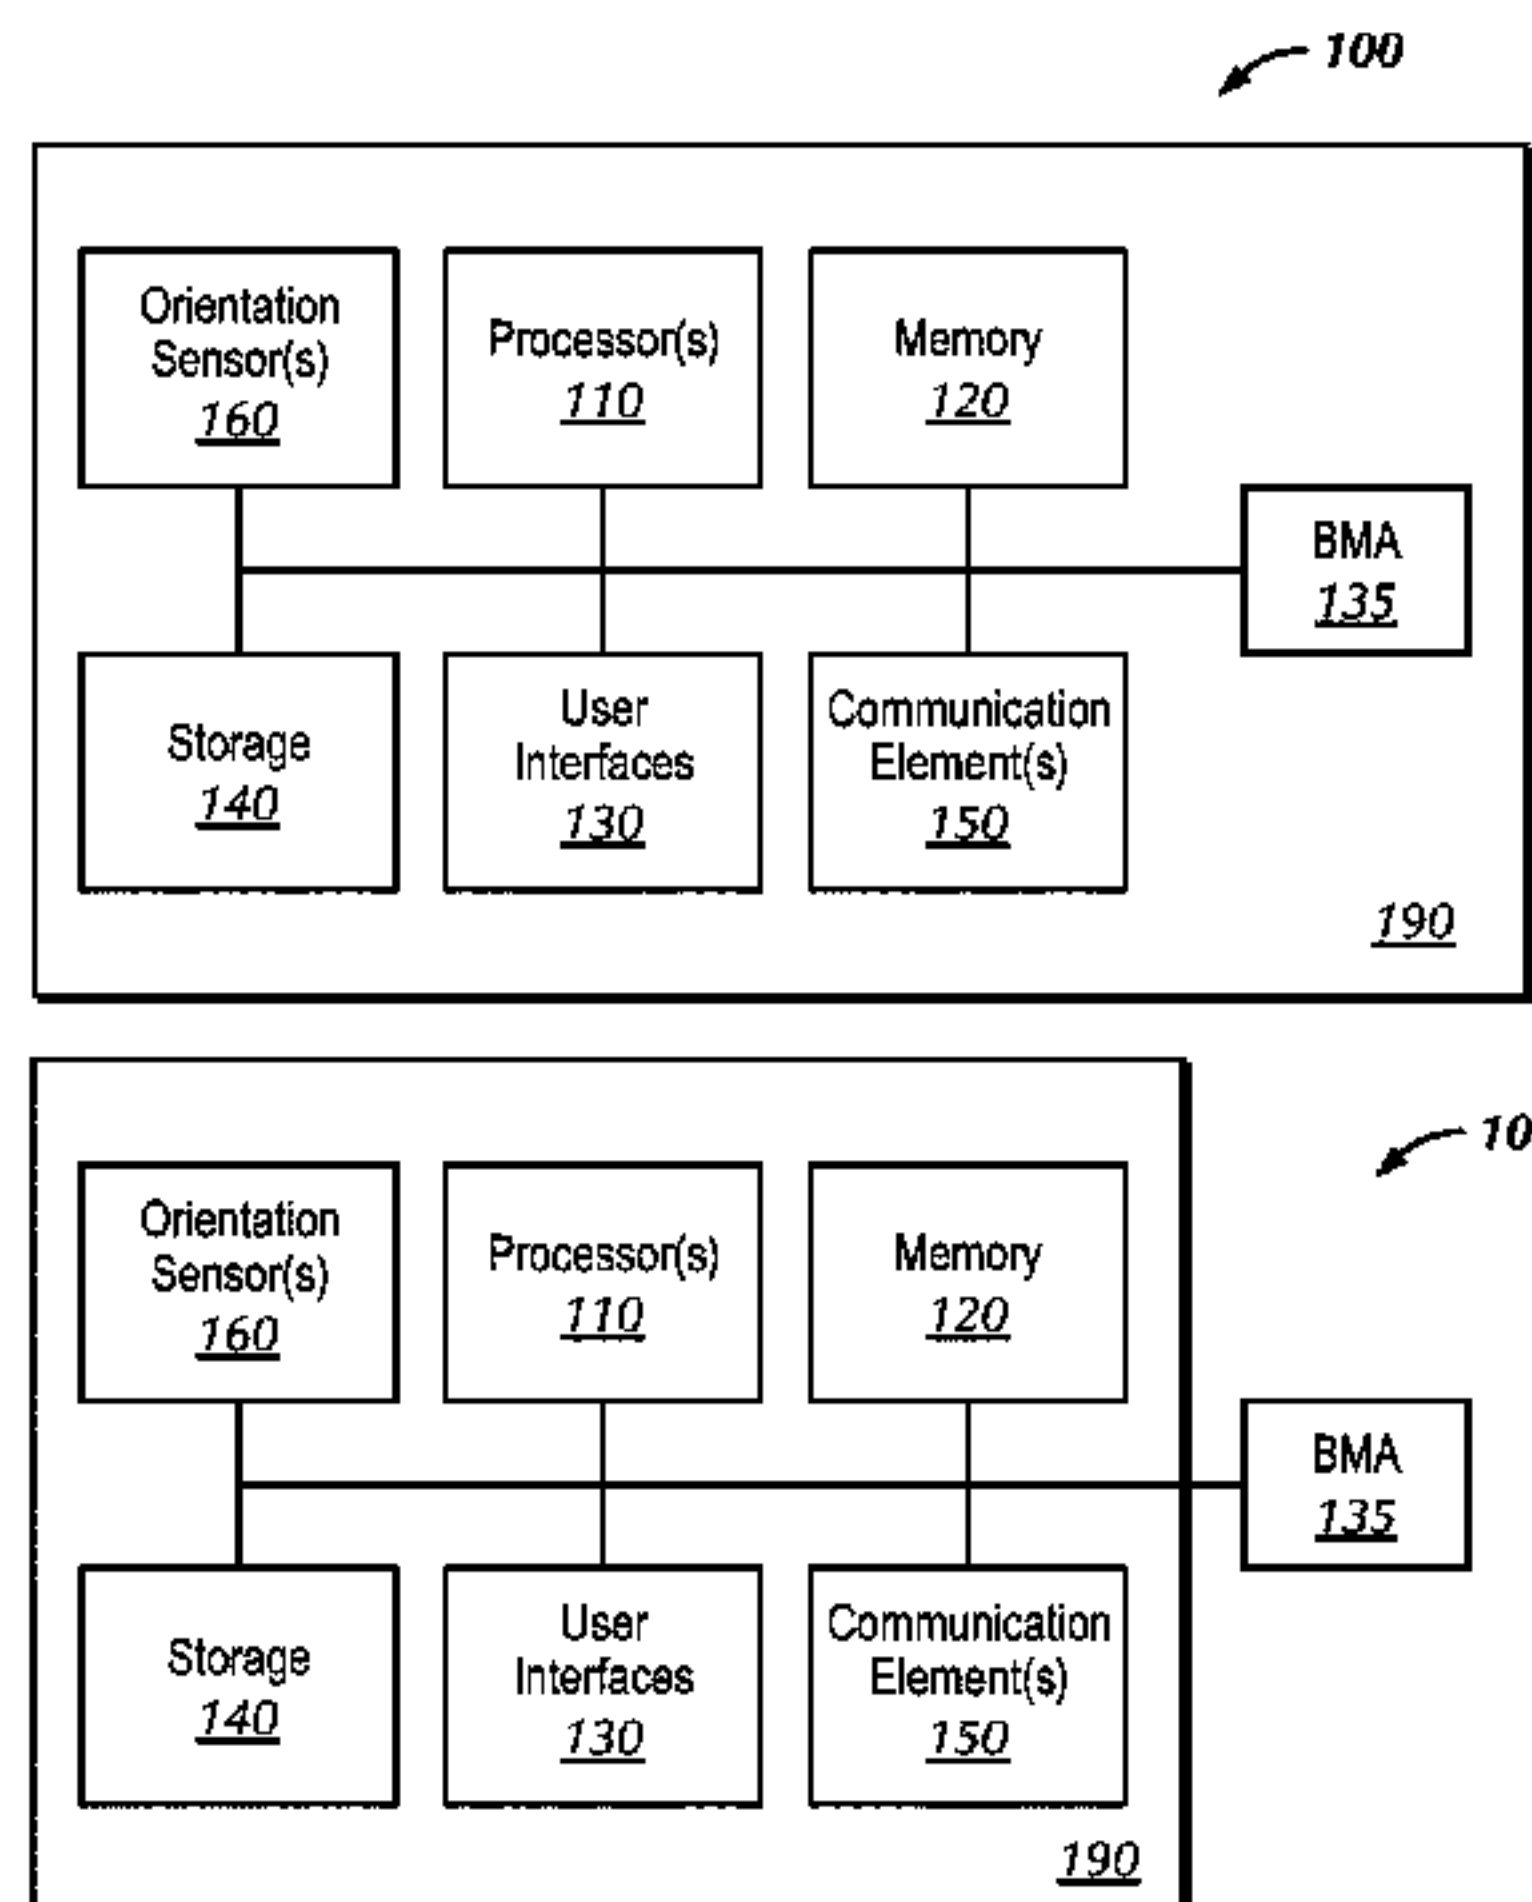 100
Orientation
Sensor(s)
160
Processor(s)
110
Memory
120
BMA
135
Storage
140
User
Interfaces
130
Communication
Element(s)
150
190
10
Orientation
Sensor(s)
160
Processor(s)
110
Memory
120
BMA
135
Storage
140
User
Interfaces
130
Communication
Element(s)
150
190